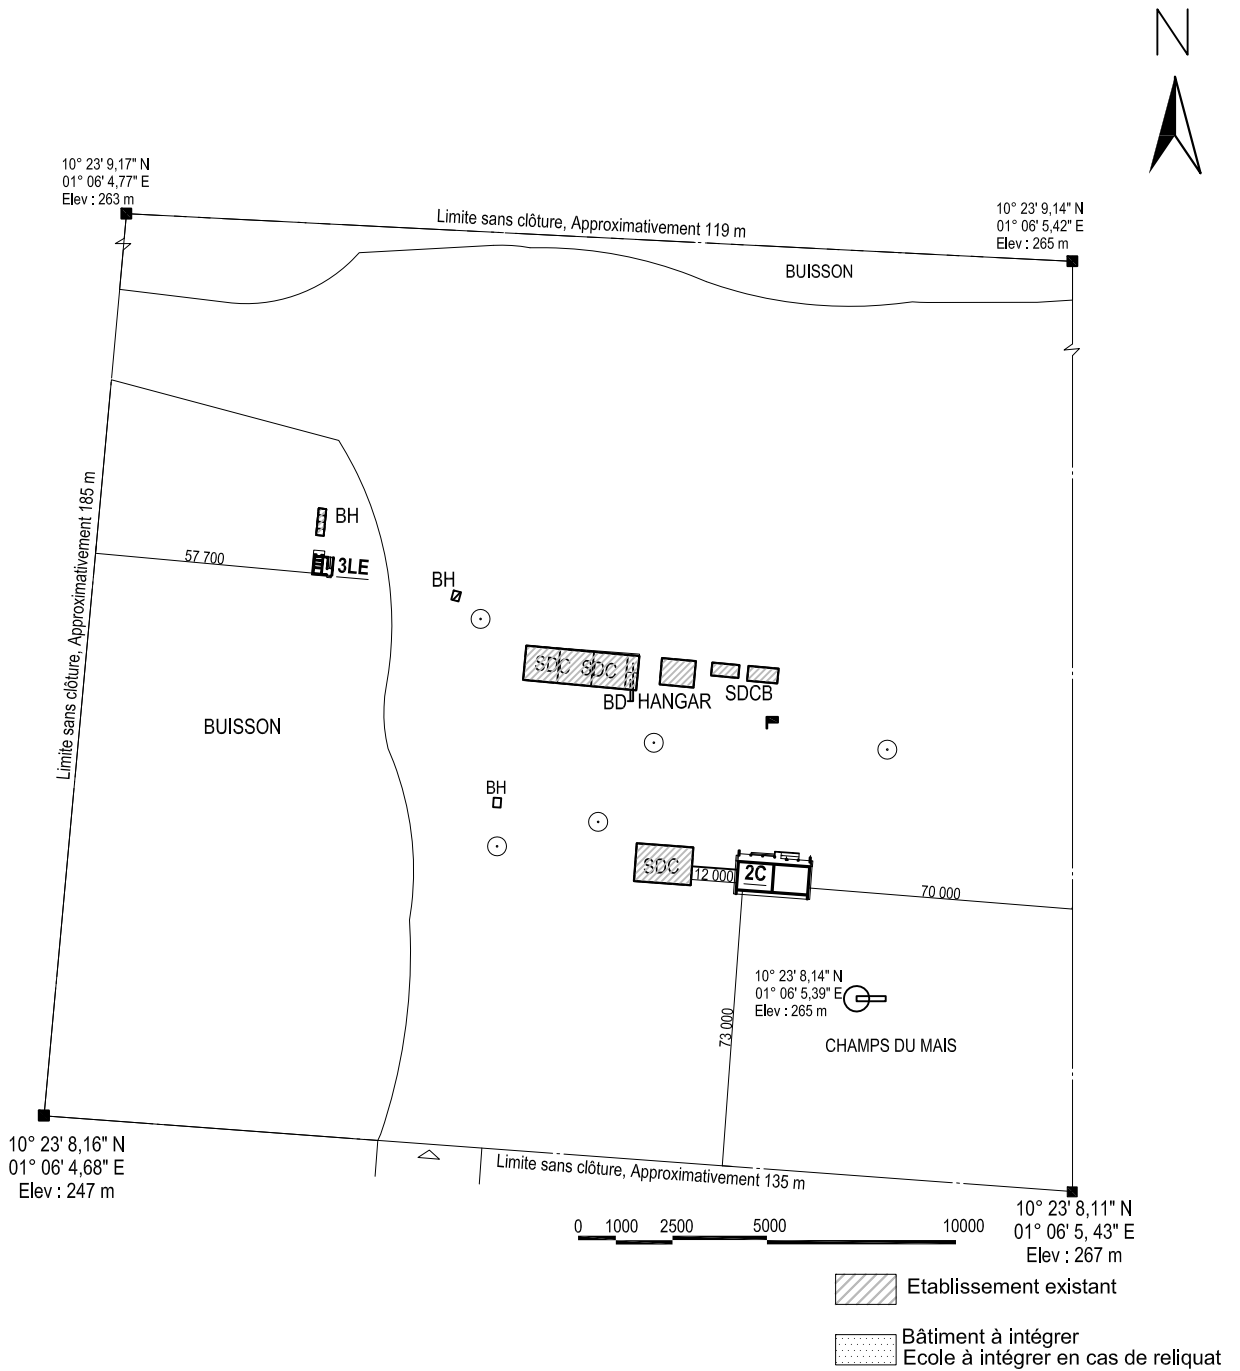 N
10° 23' 9,17" N
01° 06' 4,77" E
Elev : 263 m
10° 23' 9,14" N
01° 06' 5,42" E
Elev : 265 m
Limite sans clôture, Approximativement 119 m
BUISSON
Limite sans clôture, Approximativement 185 m
BH
57 700
3LE
BH
SDC SDC
BD HANGAR
SDCB
BUISSON
BH
SDC
12 000
2C
70 000
10° 23' 8,14" N
01° 06' 5,39" E
Elev : 265 m
73 000
CHAMPS DU MAIS
10° 23' 8,16" N
01° 06' 4,68" E
Elev : 247 m
Limite sans clôture, Approximativement 135 m
10° 23' 8,11" N
01° 06' 5, 43" E
Elev : 267 m
0 1000 2500 5000 10000
Etablissement existant
Bâtiment à intégrer
Ecole à intégrer en cas de reliquat